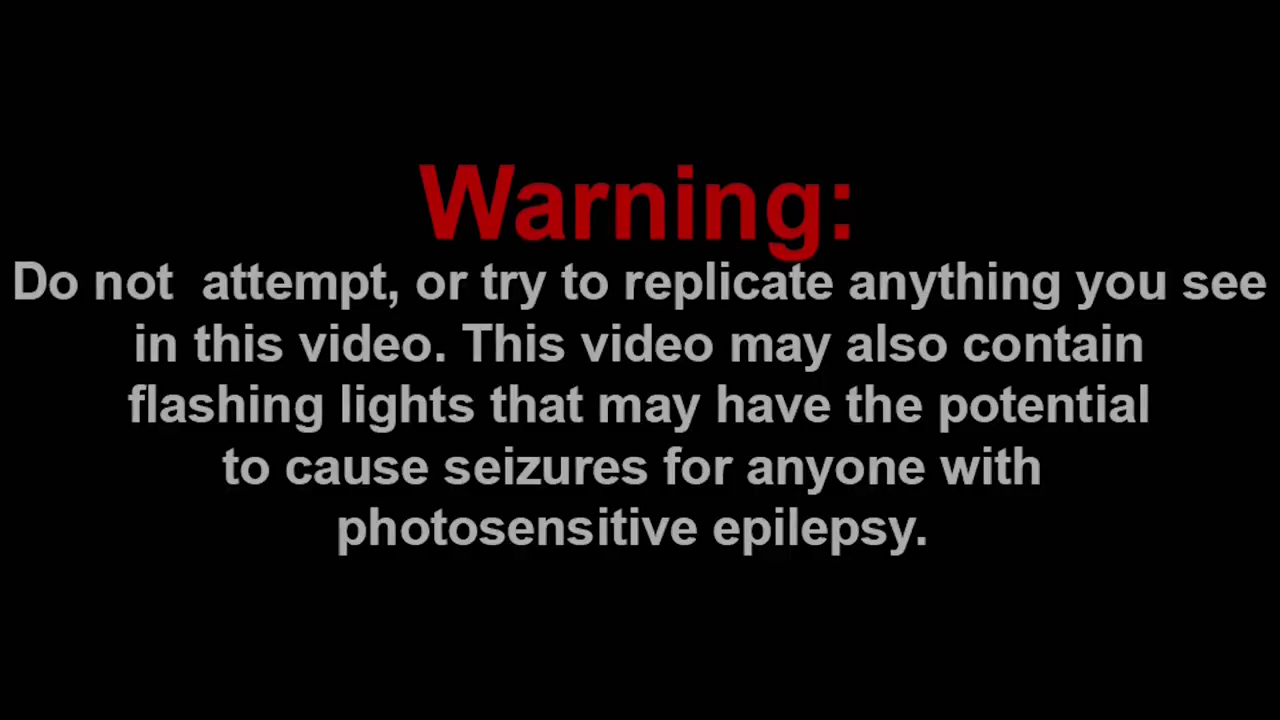 Warning:
Do not  attempt, or try to replicate anything you see
in this video. This video may also contain
flashing lights that may have the potential
to cause seizures for anyone with
photosensitive epilepsy.